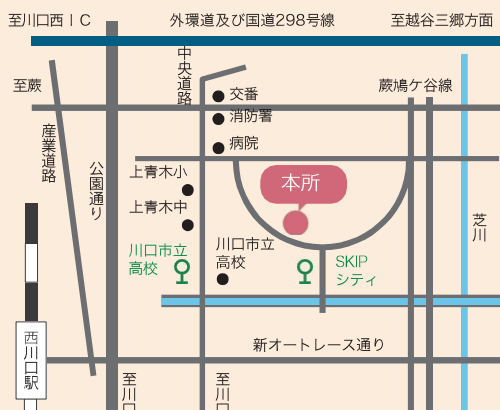 至川口西IC
外環道及び国道298号線
至越谷三郷方面
中央道路
至蕨
交番
蕨鳩ケ谷線
消防署
産業道路
病院
公園通り
上青木小
本所
上青木中
芝川
川口市立
高校
川口市立
高校
SKIP
シティ
西川口駅
新オートレース通り
至川口
至川口